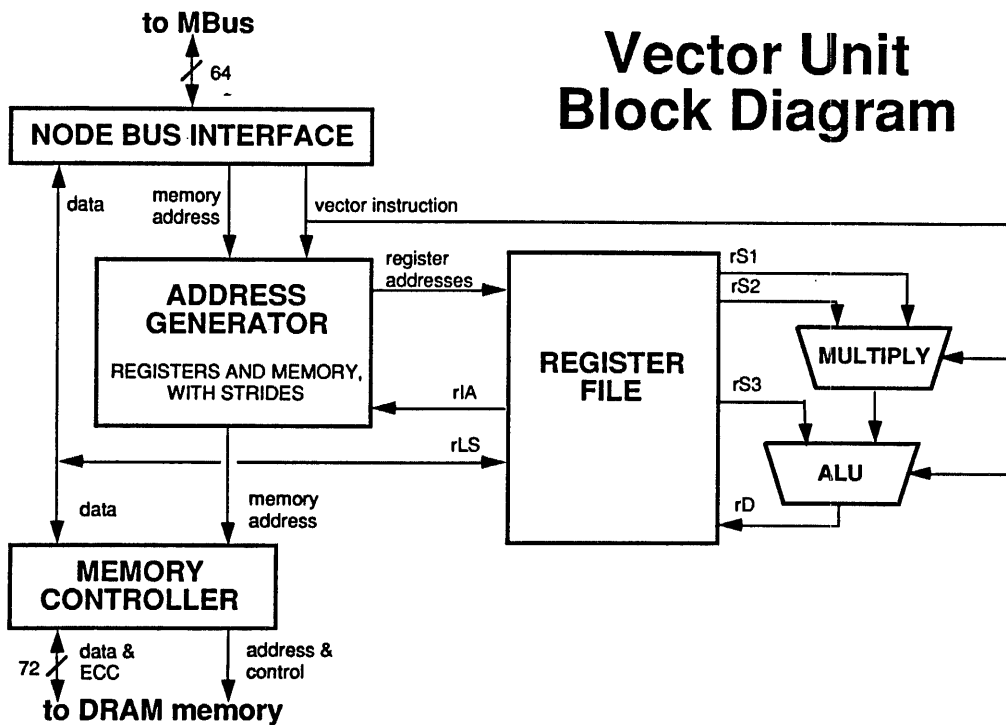 to MBus
64
Vector Unit
Block Diagram
NODE BUS INTERFACE
data
memory
address
vector instruction
register
addresses
ADDRESS
GENERATOR
REGISTERS AND MEMORY,
WITH STRIDES
rIA
rLS
REGISTER
FILE
rS1
rS2
MULTIPLY
rS3
ALU
rD
data
memory
address
MEMORY
CONTROLLER
72
data &
ECC
address &
control
to DRAM memory